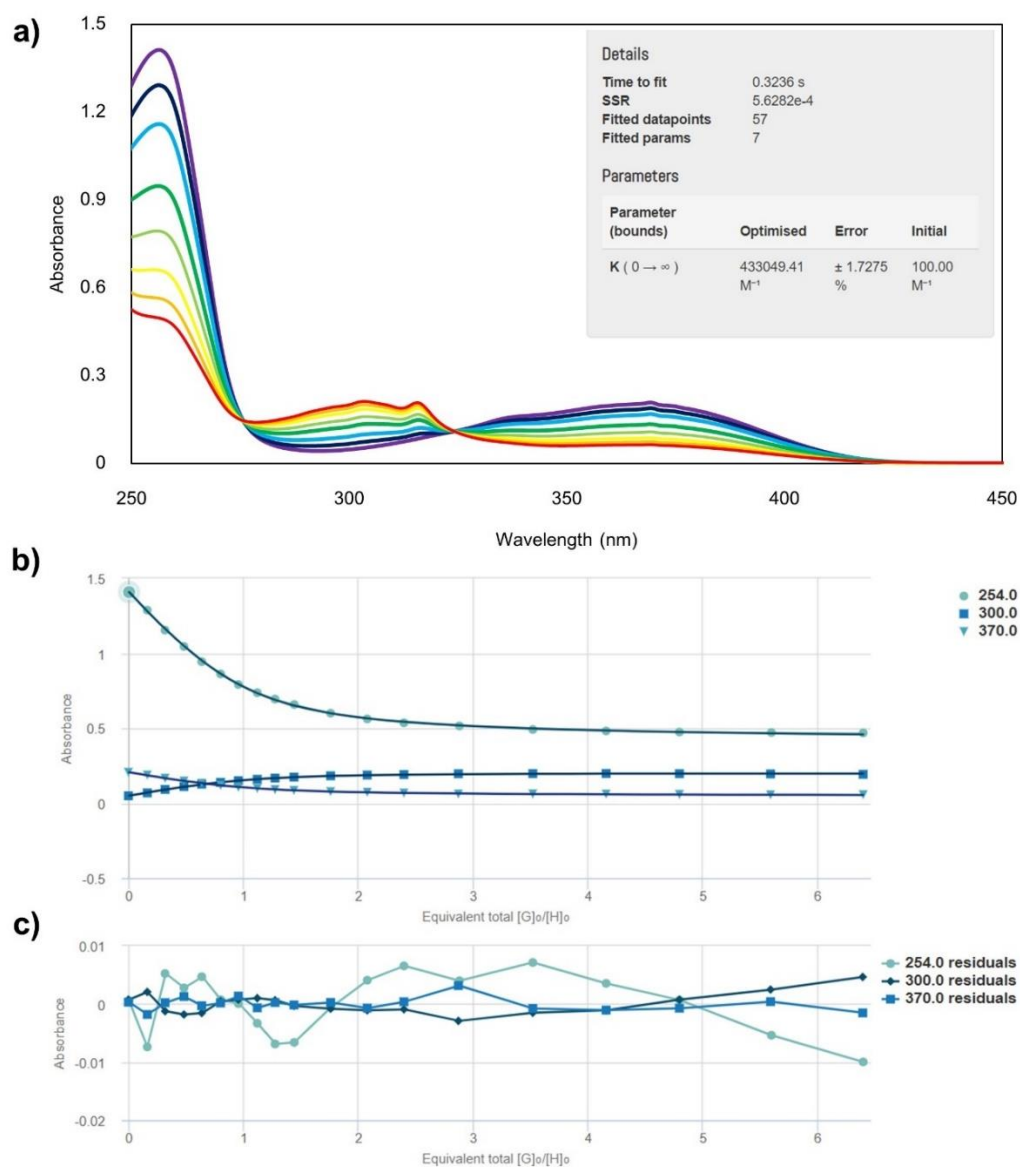 a)
1.5
1.2
0.9
0.6
0.3
0
Absorbance
250 300 350 400 450
Wavelength (nm)
Details
Time to fit 0.3236 s
SSR 5.6282e-4
Fitted datapoints 57
Fitted params 7
Parameters
Parameter (bounds) Optimised Error Initial
K ( 0 → ∞ ) 433049.41 M⁻¹ ± 1.7275 % 100.00 M⁻¹
b)
1.5
1
0.5
0
-0.5
Absorbance
0 1 2 3 4 5 6
Equivalent total [G]₀/[H]₀
254.0
300.0
370.0
c)
0.01
0
-0.01
-0.02
Absorbance
0 1 2 3 4 5 6
Equivalent total [G]₀/[H]₀
254.0 residuals
300.0 residuals
370.0 residuals